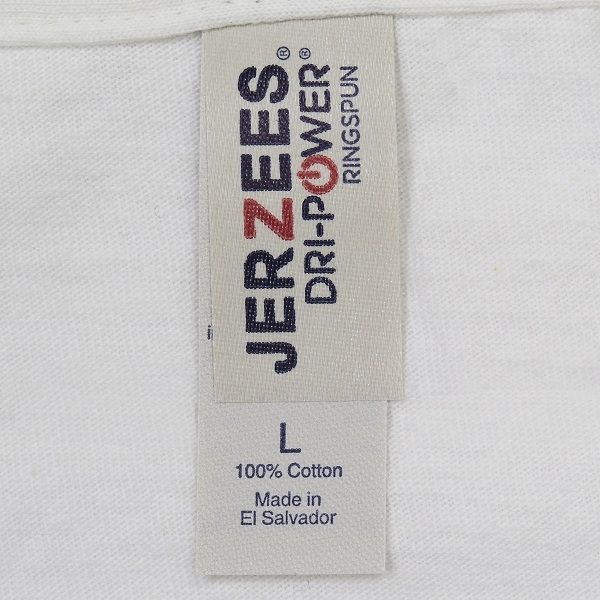 JERZEES®
DRI-POWER®
RINGSPUN
L
100% Cotton
Made in
El Salvador